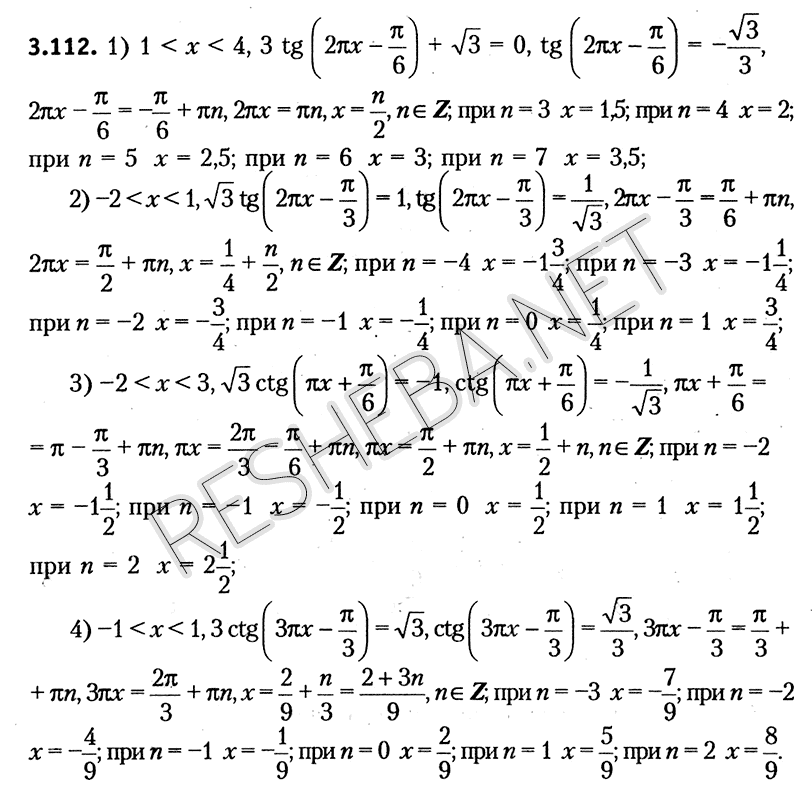 3.112. 1) 1 < x < 4, 3 tg(2πx − π/6) + √3 = 0, tg(2πx − π/6) = −√3/3,
2πx − π/6 = −π/6 + πn, 2πx = πn, x = n/2, n ∈ Z; при n = 3 x = 1,5; при n = 4 x = 2;
при n = 5 x = 2,5; при n = 6 x = 3; при n = 7 x = 3,5;
2) −2 < x < 1, √3 tg(2πx − π/3) = 1, tg(2πx − π/3) = 1/√3, 2πx − π/3 = π/6 + πn,
2πx = π/2 + πn, x = 1/4 + n/2, n ∈ Z; при n = −4 x = −1 3/4; при n = −3 x = −1 1/4;
при n = −2 x = −3/4; при n = −1 x = −1/4; при n = 0 x = 1/4; при n = 1 x = 3/4;
3) −2 < x < 3, √3 ctg(πx + π/6) = −1, ctg(πx + π/6) = −1/√3, πx + π/6 =
= π − π/3 + πn, πx = 2π/3 − π/6 + πn, πx = π/2 + πn, x = 1/2 + n, n ∈ Z; при n = −2
x = −1 1/2; при n = −1 x = −1/2; при n = 0 x = 1/2; при n = 1 x = 1 1/2;
при n = 2 x = 2 1/2;
4) −1 < x < 1, 3 ctg(3πx − π/3) = √3, ctg(3πx − π/3) = √3/3, 3πx − π/3 = π/3 +
+ πn, 3πx = 2π/3 + πn, x = 2/9 + n/3 = (2 + 3n)/9, n ∈ Z; при n = −3 x = −7/9; при n = −2
x = −4/9; при n = −1 x = −1/9; при n = 0 x = 2/9; при n = 1 x = 5/9; при n = 2 x = 8/9.
RESHEBA.NET